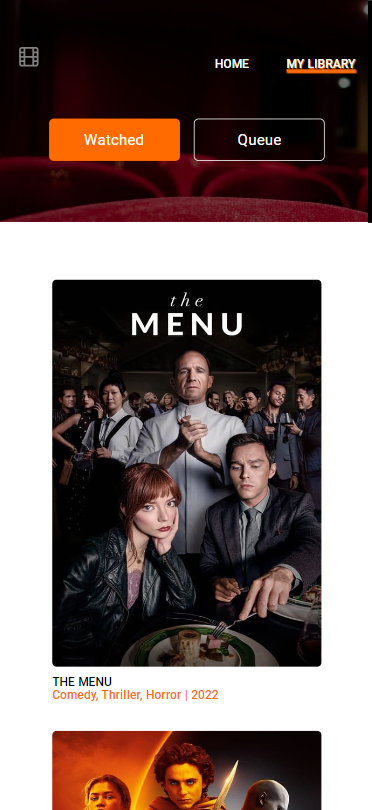 HOME
MY LIBRARY
Watched
Queue
the
MENU
THE MENU
Comedy, Thriller, Horror | 2022